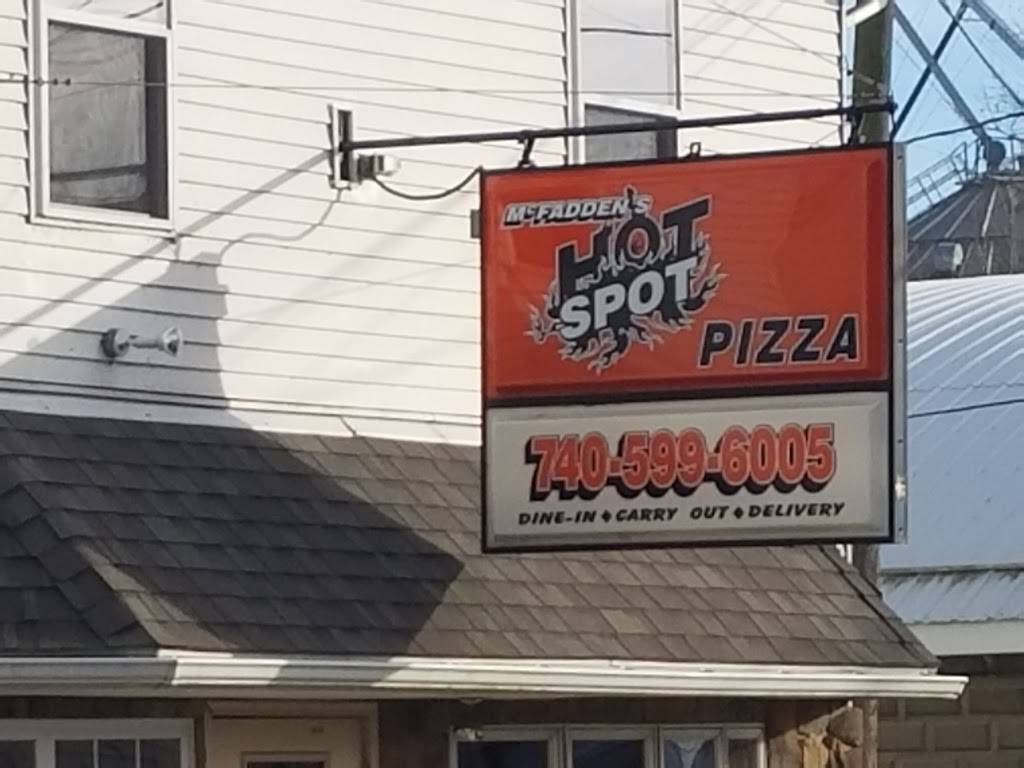 McFADDEN'S
HOT
SPOT
PIZZA
740-599-6005
DINE-IN ♦ CARRY OUT ♦ DELIVERY